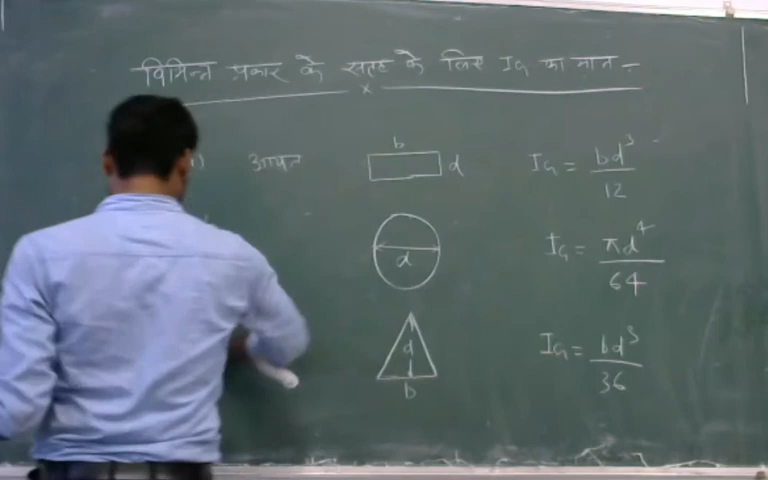 विभिन्न प्रकार के सतह के लिए IG का मान -
x
) आयत b d IG = bd³/12
d IG = πd⁴/64
d b IG = bd³/36